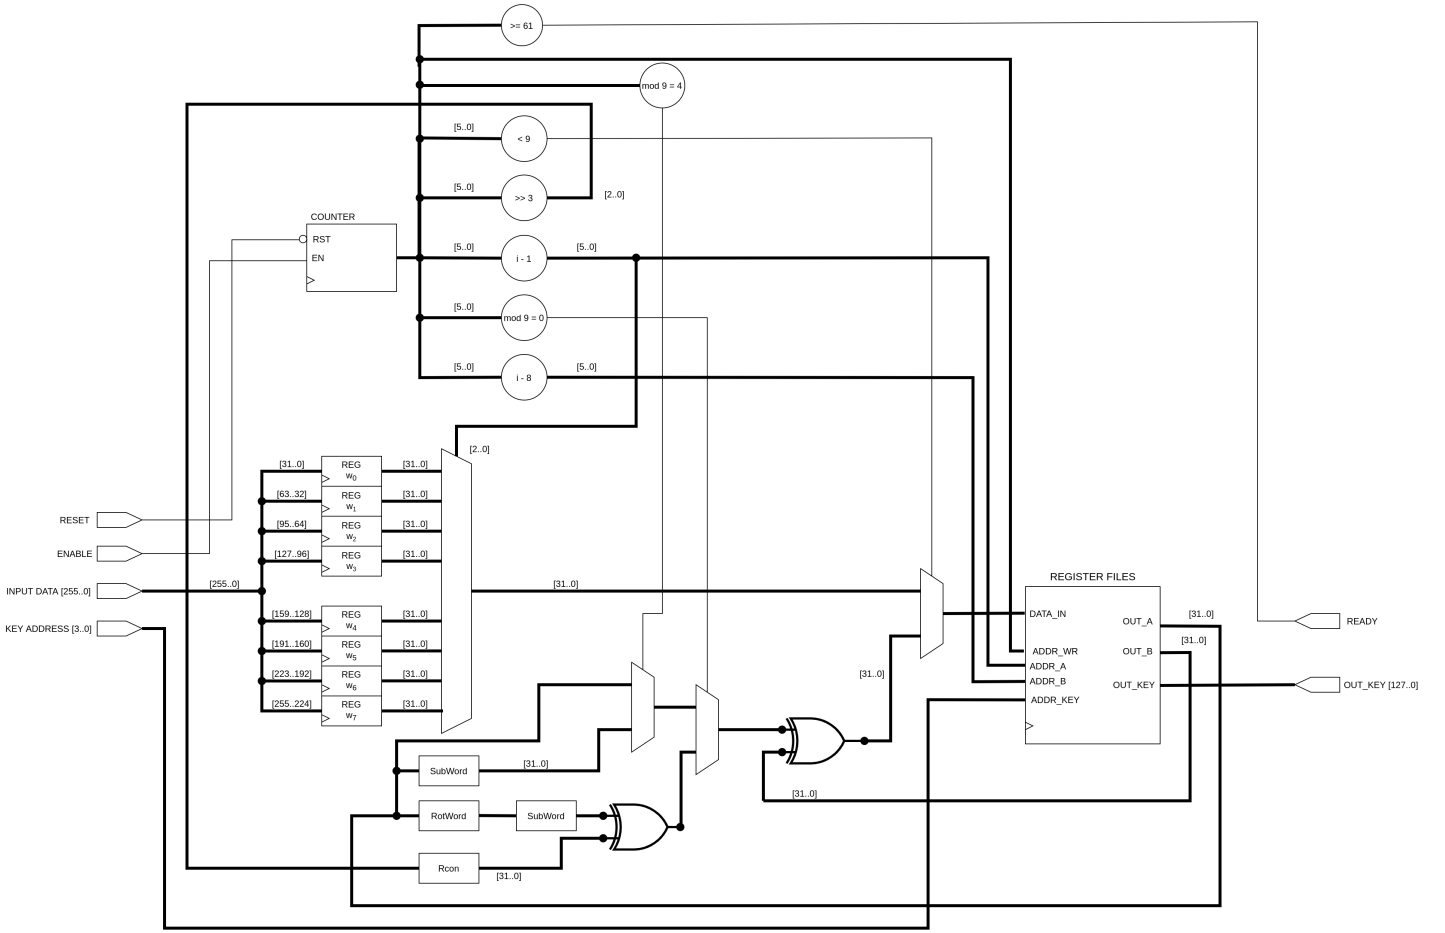 >= 61
mod 9 = 4
[5..0]
< 9
[5..0]
>> 3
[2..0]
COUNTER
RST
EN
[5..0]
i - 1
[5..0]
[5..0]
mod 9 = 0
[5..0]
i - 8
[5..0]
[2..0]
[31..0]
REG
w0
[31..0]
[63..32]
REG
w1
[31..0]
[95..64]
REG
w2
[31..0]
[127..96]
REG
w3
[31..0]
RESET
ENABLE
INPUT DATA [255..0]
KEY ADDRESS [3..0]
[255..0]
[31..0]
[159..128]
REG
w4
[31..0]
[191..160]
REG
w5
[31..0]
[223..192]
REG
w6
[31..0]
[255..224]
REG
w7
[31..0]
REGISTER FILES
DATA_IN
ADDR_WR
ADDR_A
ADDR_B
ADDR_KEY
OUT_A
OUT_B
OUT_KEY
[31..0]
[31..0]
READY
OUT_KEY [127..0]
[31..0]
SubWord
[31..0]
RotWord
SubWord
[31..0]
Rcon
[31..0]